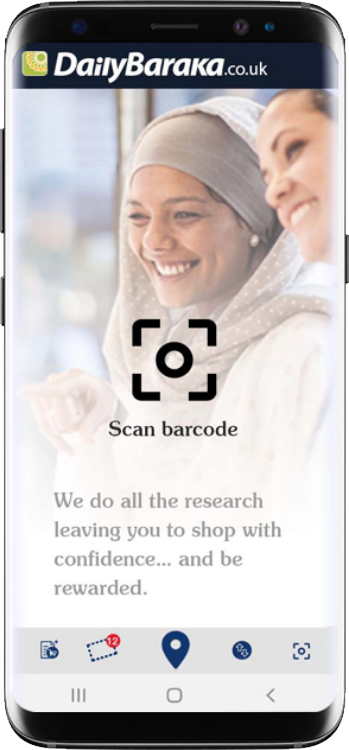 DailyBaraka.co.uk
Scan barcode
We do all the research
leaving you to shop with
confidence... and be
rewarded.
12